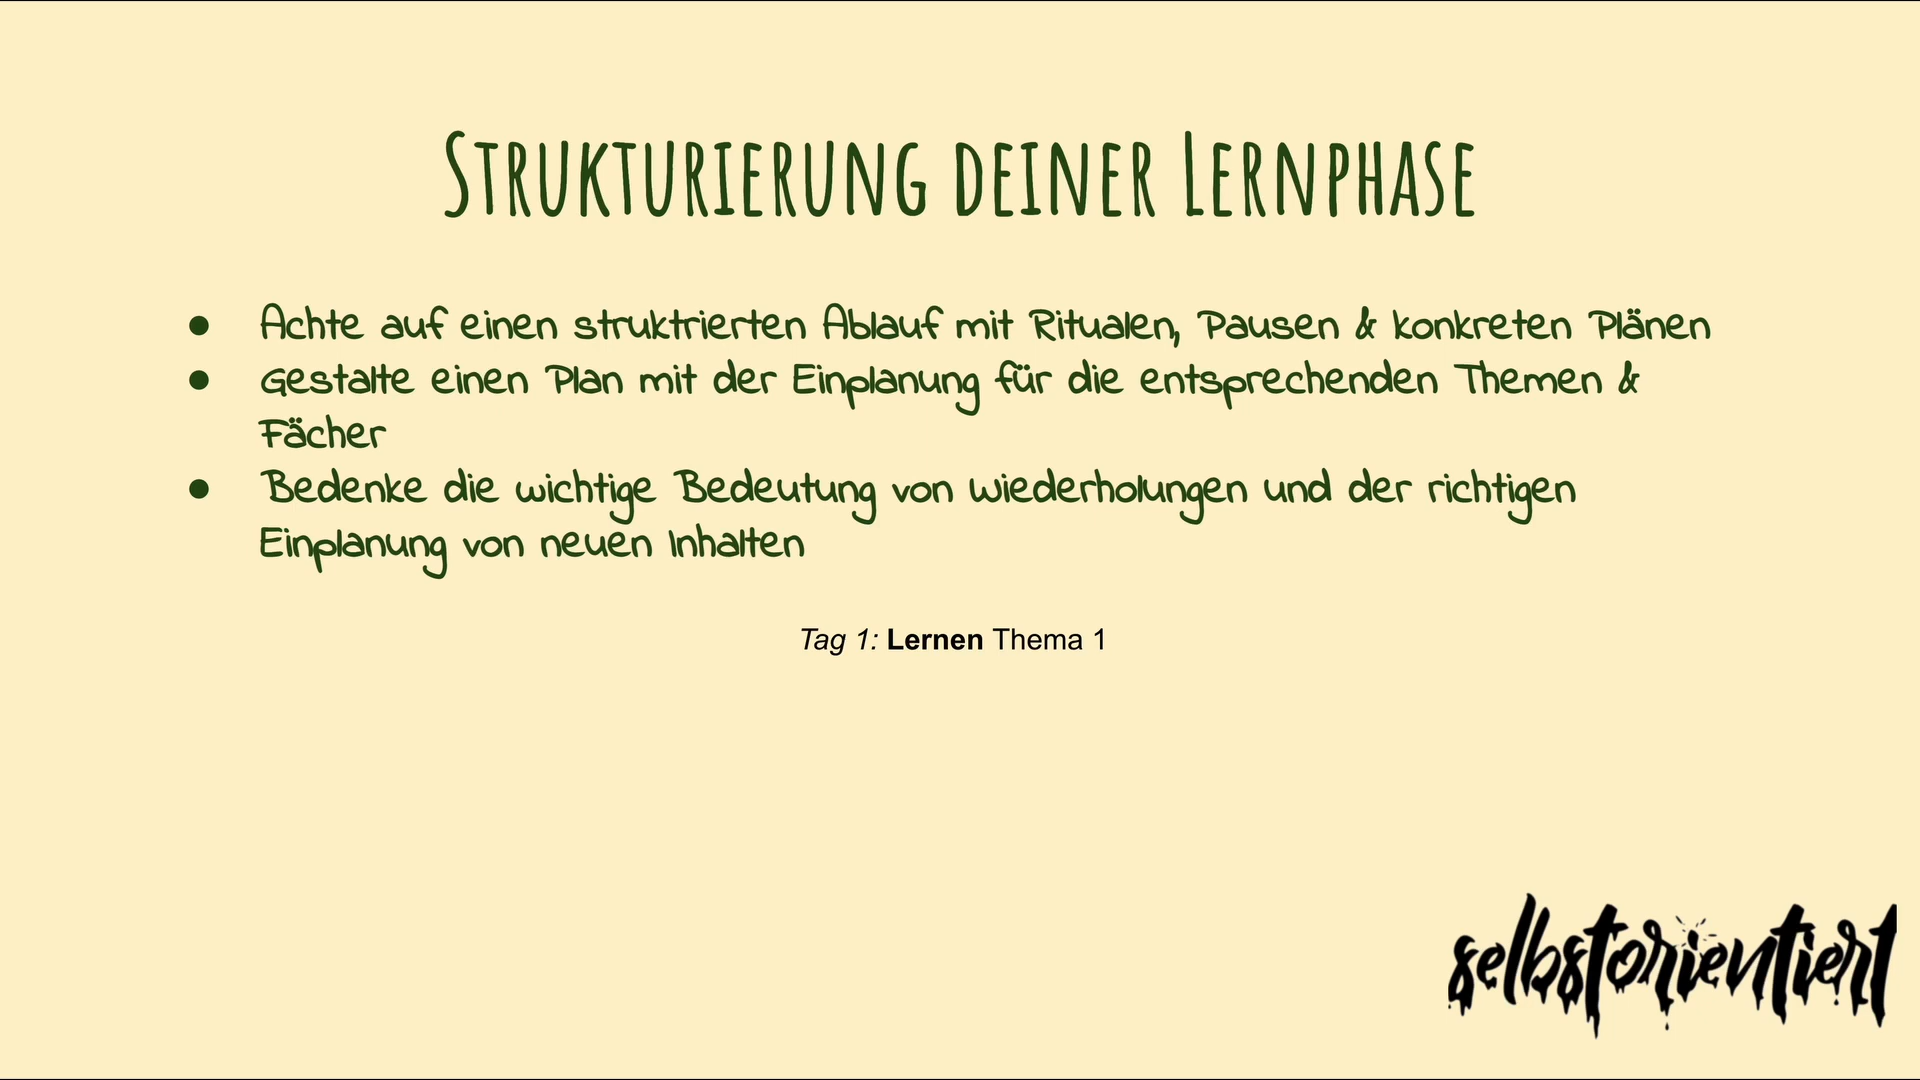 Strukturierung deiner Lernphase
● Achte auf einen struktrierten Ablauf mit Ritualen, Pausen & konkreten Plänen
● Gestalte einen Plan mit der Einplanung für die entsprechenden Themen &
Fächer
● Bedenke die wichtige Bedeutung von Wiederholungen und der richtigen
Einplanung von neuen Inhalten
Tag 1: Lernen Thema 1
selbstorientiert